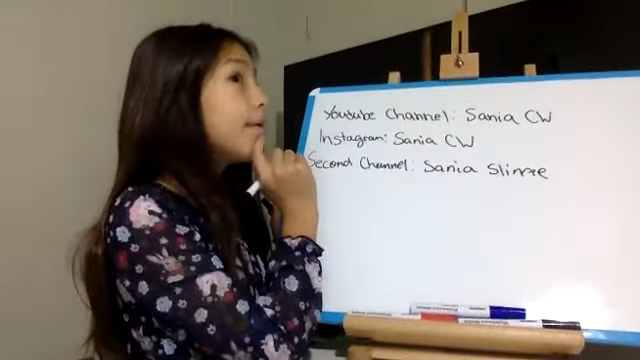 Youtube Channel: Sania CW
Instagram: Sania CW
Second Channel: Sania Slime